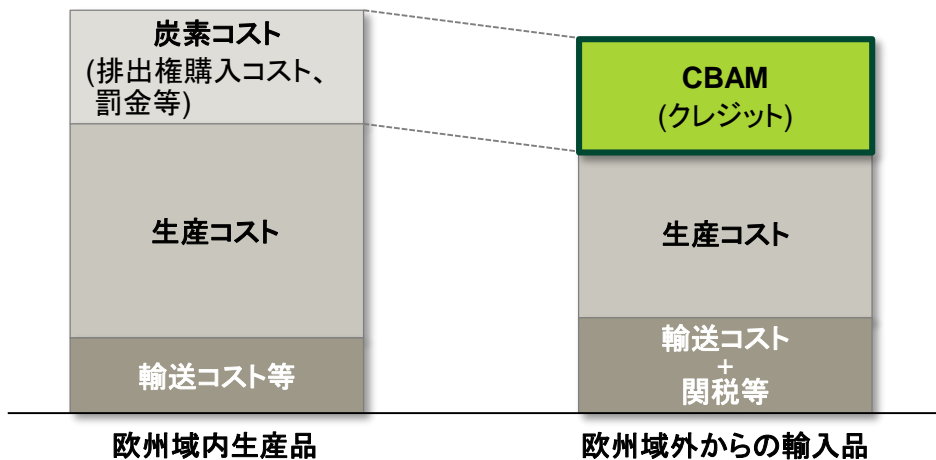 炭素コスト
(排出権購入コスト、
罰金等)
生産コスト
輸送コスト等
欧州域内生産品
CBAM
(クレジット)
生産コスト
輸送コスト
+
関税等
欧州域外からの輸入品